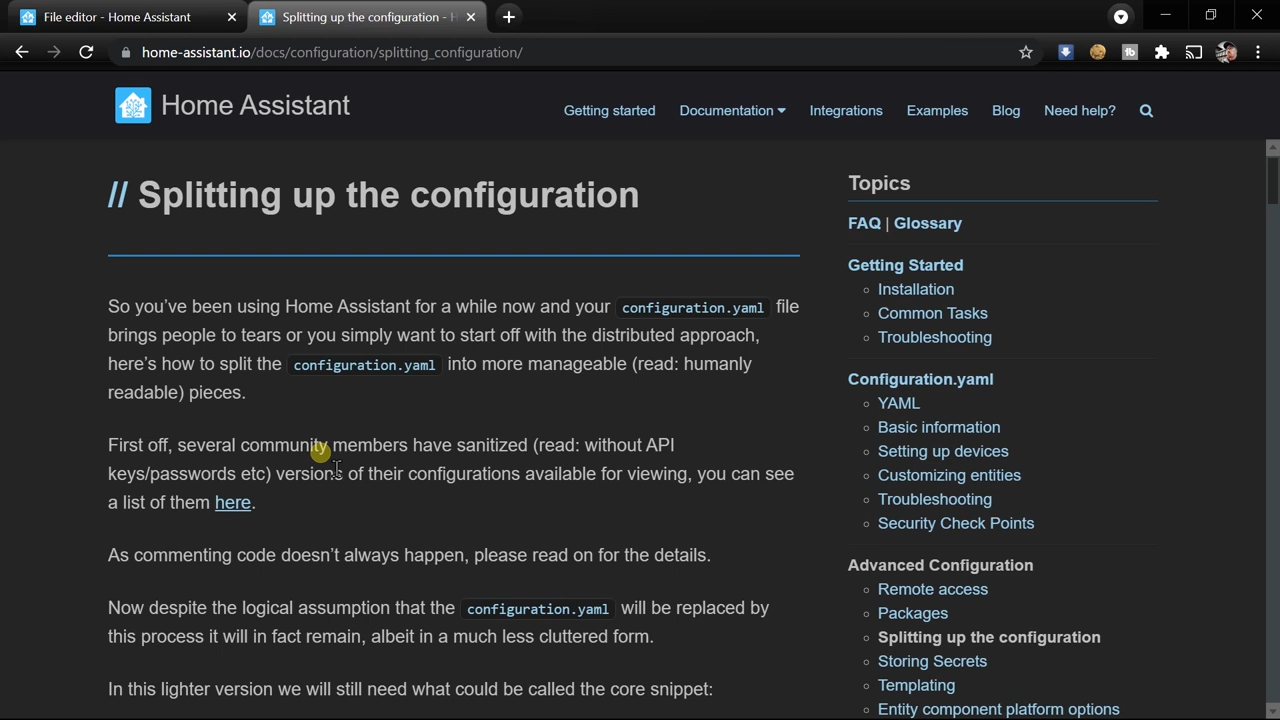 File editor - Home Assistant
Splitting up the configuration - H
home-assistant.io/docs/configuration/splitting_configuration/
Home Assistant
Getting started
Documentation
Integrations
Examples
Blog
Need help?
// Splitting up the configuration
So you've been using Home Assistant for a while now and your configuration.yaml file
brings people to tears or you simply want to start off with the distributed approach,
here's how to split the configuration.yaml into more manageable (read: humanly
readable) pieces.
First off, several community members have sanitized (read: without API
keys/passwords etc) versions of their configurations available for viewing, you can see
a list of them here.
As commenting code doesn't always happen, please read on for the details.
Now despite the logical assumption that the configuration.yaml will be replaced by
this process it will in fact remain, albeit in a much less cluttered form.
In this lighter version we will still need what could be called the core snippet:
Topics
FAQ | Glossary
Getting Started
Installation
Common Tasks
Troubleshooting
Configuration.yaml
YAML
Basic information
Setting up devices
Customizing entities
Troubleshooting
Security Check Points
Advanced Configuration
Remote access
Packages
Splitting up the configuration
Storing Secrets
Templating
Entity component platform options